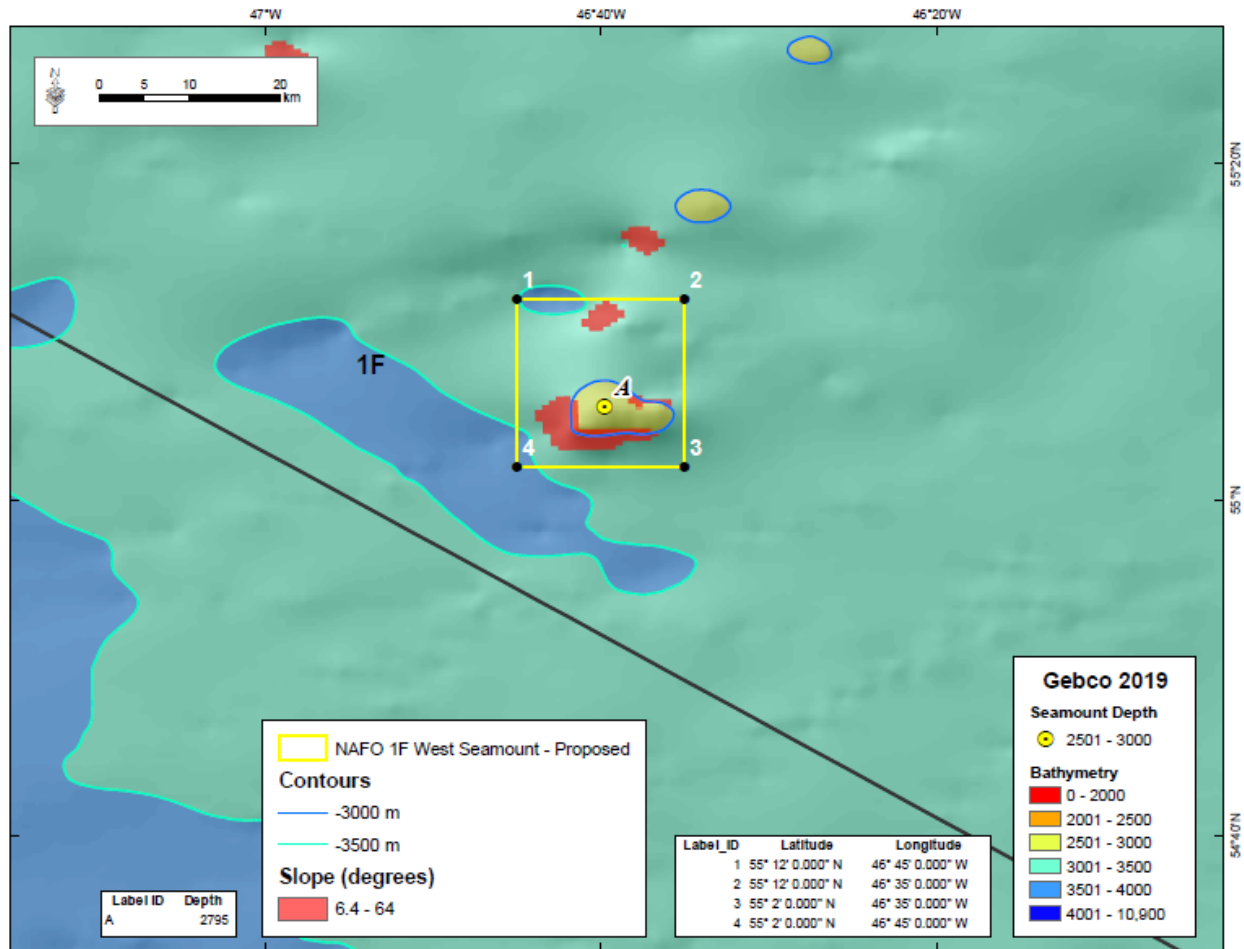 47°W 46°40'W 46°20'W
N
0 5 10 20
km
55°20'N
1 2
1F
A
4 3
55°N
NAFO 1F West Seamount - Proposed
Contours
-3000 m
-3500 m
Slope (degrees)
6.4 - 64
Gebco 2019
Seamount Depth
2501 - 3000
Bathymetry
0 - 2000
2001 - 2500
2501 - 3000
3001 - 3500
3501 - 4000
4001 - 10,900
54°40'N
Label_ID Latitude Longitude
1 55° 12' 0.000" N 46° 45' 0.000" W
2 55° 12' 0.000" N 46° 35' 0.000" W
3 55° 2' 0.000" N 46° 35' 0.000" W
4 55° 2' 0.000" N 46° 45' 0.000" W
Label ID Depth
A 2795